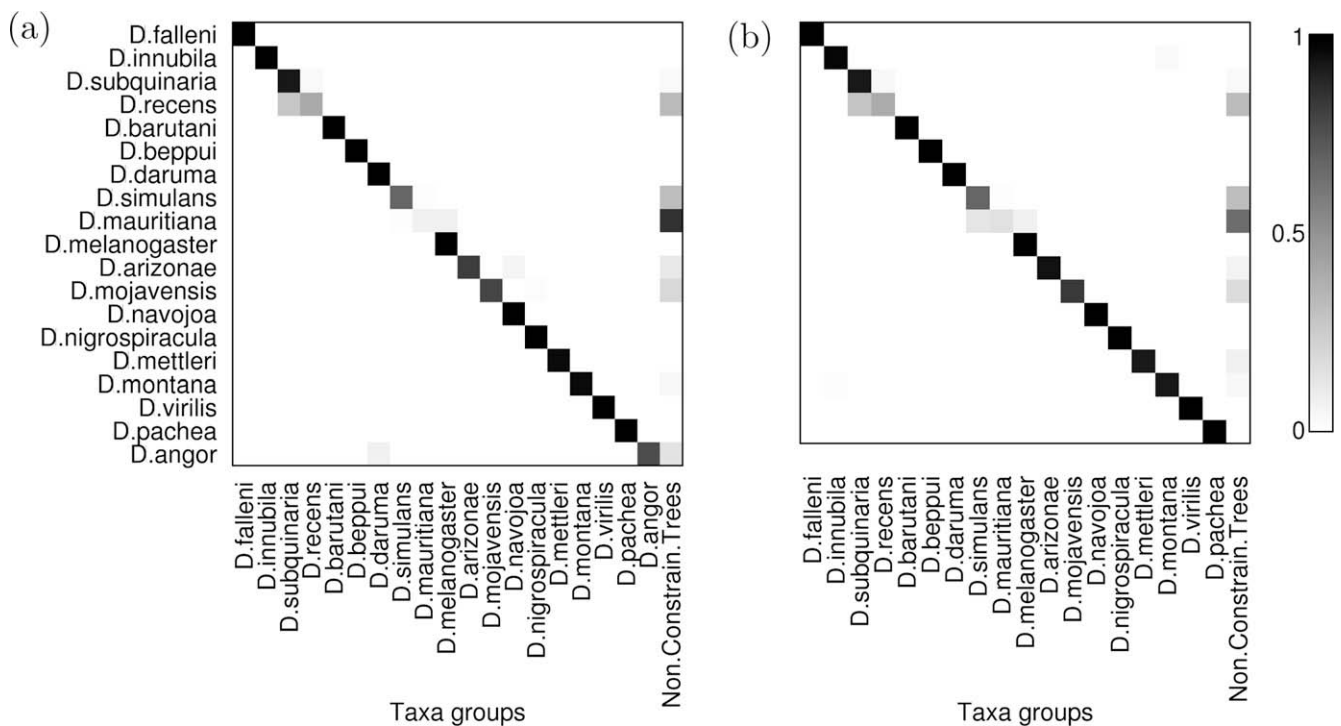 (a)
D.falleni
D.innubila
D.subquinaria
D.recens
D.barutani
D.beppui
D.daruma
D.simulans
D.mauritiana
D.melanogaster
D.arizonae
D.mojavensis
D.navojoa
D.nigrospiracula
D.mettleri
D.montana
D.virilis
D.pachea
D.angor
D.falleni
D.innubila
D.subquinaria
D.recens
D.barutani
D.beppui
D.daruma
D.simulans
D.mauritiana
D.melanogaster
D.arizonae
D.mojavensis
D.navojoa
D.nigrospiracula
D.mettleri
D.montana
D.virilis
D.pachea
D.angor
Non.Constrain.Trees
Taxa groups
(b)
D.falleni
D.innubila
D.subquinaria
D.recens
D.barutani
D.beppui
D.daruma
D.simulans
D.mauritiana
D.melanogaster
D.arizonae
D.mojavensis
D.navojoa
D.nigrospiracula
D.mettleri
D.montana
D.virilis
D.pachea
Non.Constrain.Trees
Taxa groups
1
0.5
0